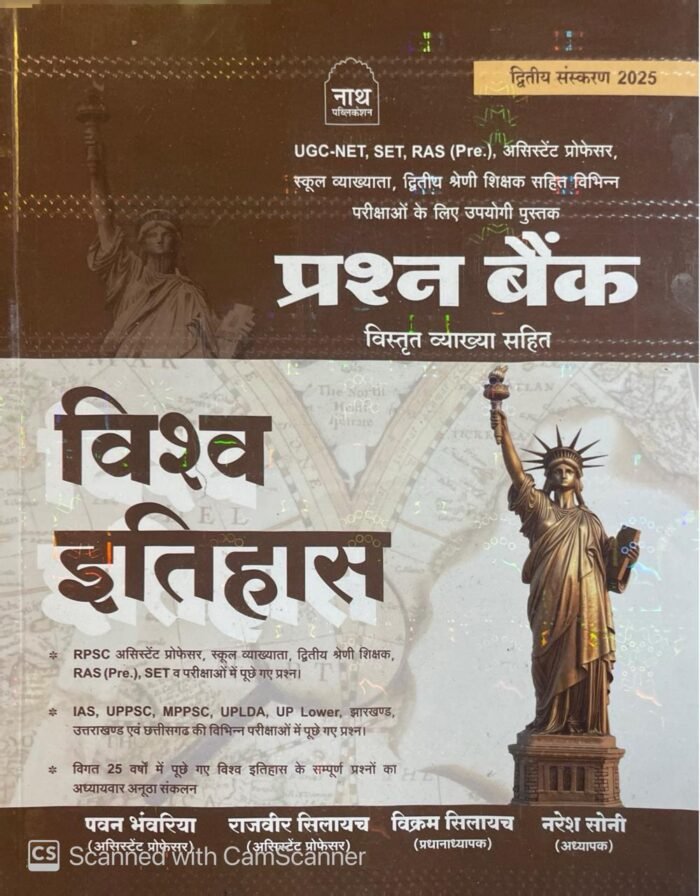 द्वितीय संस्करण 2025
नाथ
पब्लिकेशन
UGC-NET, SET, RAS (Pre.), असिस्टेंट प्रोफेसर,
स्कूल व्याख्याता, द्वितीय श्रेणी शिक्षक सहित विभिन्न
परीक्षाओं के लिए उपयोगी पुस्तक
प्रश्न बैंक
विस्तृत व्याख्या सहित
The North
विश्व
इतिहास
* RPSC असिस्टेंट प्रोफेसर, स्कूल व्याख्याता, द्वितीय श्रेणी शिक्षक,
RAS (Pre.), SET व परीक्षाओं में पूछे गए प्रश्न।
* IAS, UPPSC, MPPSC, UPLDA, UP Lower, झारखण्ड,
उत्तराखण्ड एवं छत्तीसगढ की विभिन्न परीक्षाओं में पूछे गए प्रश्न।
* विगत 25 वर्षों में पूछे गए विश्व इतिहास के सम्पूर्ण प्रश्नों का
अध्यायवार अनूठा संकलन
पवन भंवरिया राजवीर सिलायच विक्रम सिलायच नरेश सोनी
(असिस्टेंट प्रोफेसर) (असिस्टेंट प्रोफेसर) (प्रधानाध्यापक) (अध्यापक)
CS Scanned with CamScanner